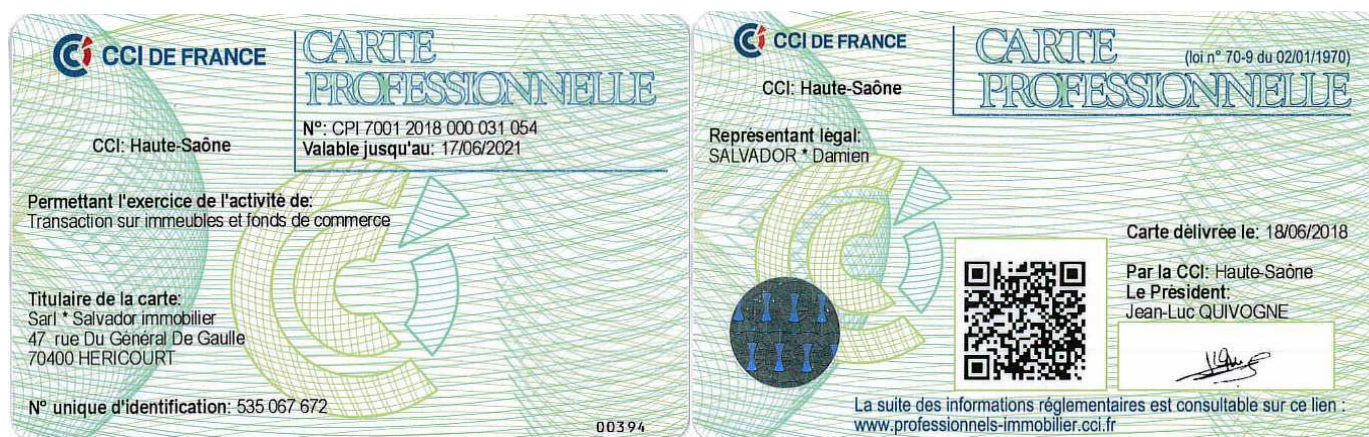 CCI DE FRANCE
CARTE
PROFESSIONNELLE
CCI: Haute-Saône
N°: CPI 7001 2018 000 031 054
Valable jusqu'au: 17/06/2021
Permettant l'exercice de l'activité de:
Transaction sur immeubles et fonds de commerce
Titulaire de la carte:
Sarl * Salvador immobilier
47 rue Du Général De Gaulle
70400 HERICOURT
N° unique d'identification: 535 067 672
00394
CCI DE FRANCE
CARTE
(loi n° 70-9 du 02/01/1970)
PROFESSIONNELLE
CCI: Haute-Saône
Représentant légal:
SALVADOR * Damien
Carte délivrée le: 18/06/2018
Par la CCI: Haute-Saône
Le Président:
Jean-Luc QUIVOGNE
La suite des informations réglementaires est consultable sur ce lien :
www.professionnels-immobilier.cci.fr